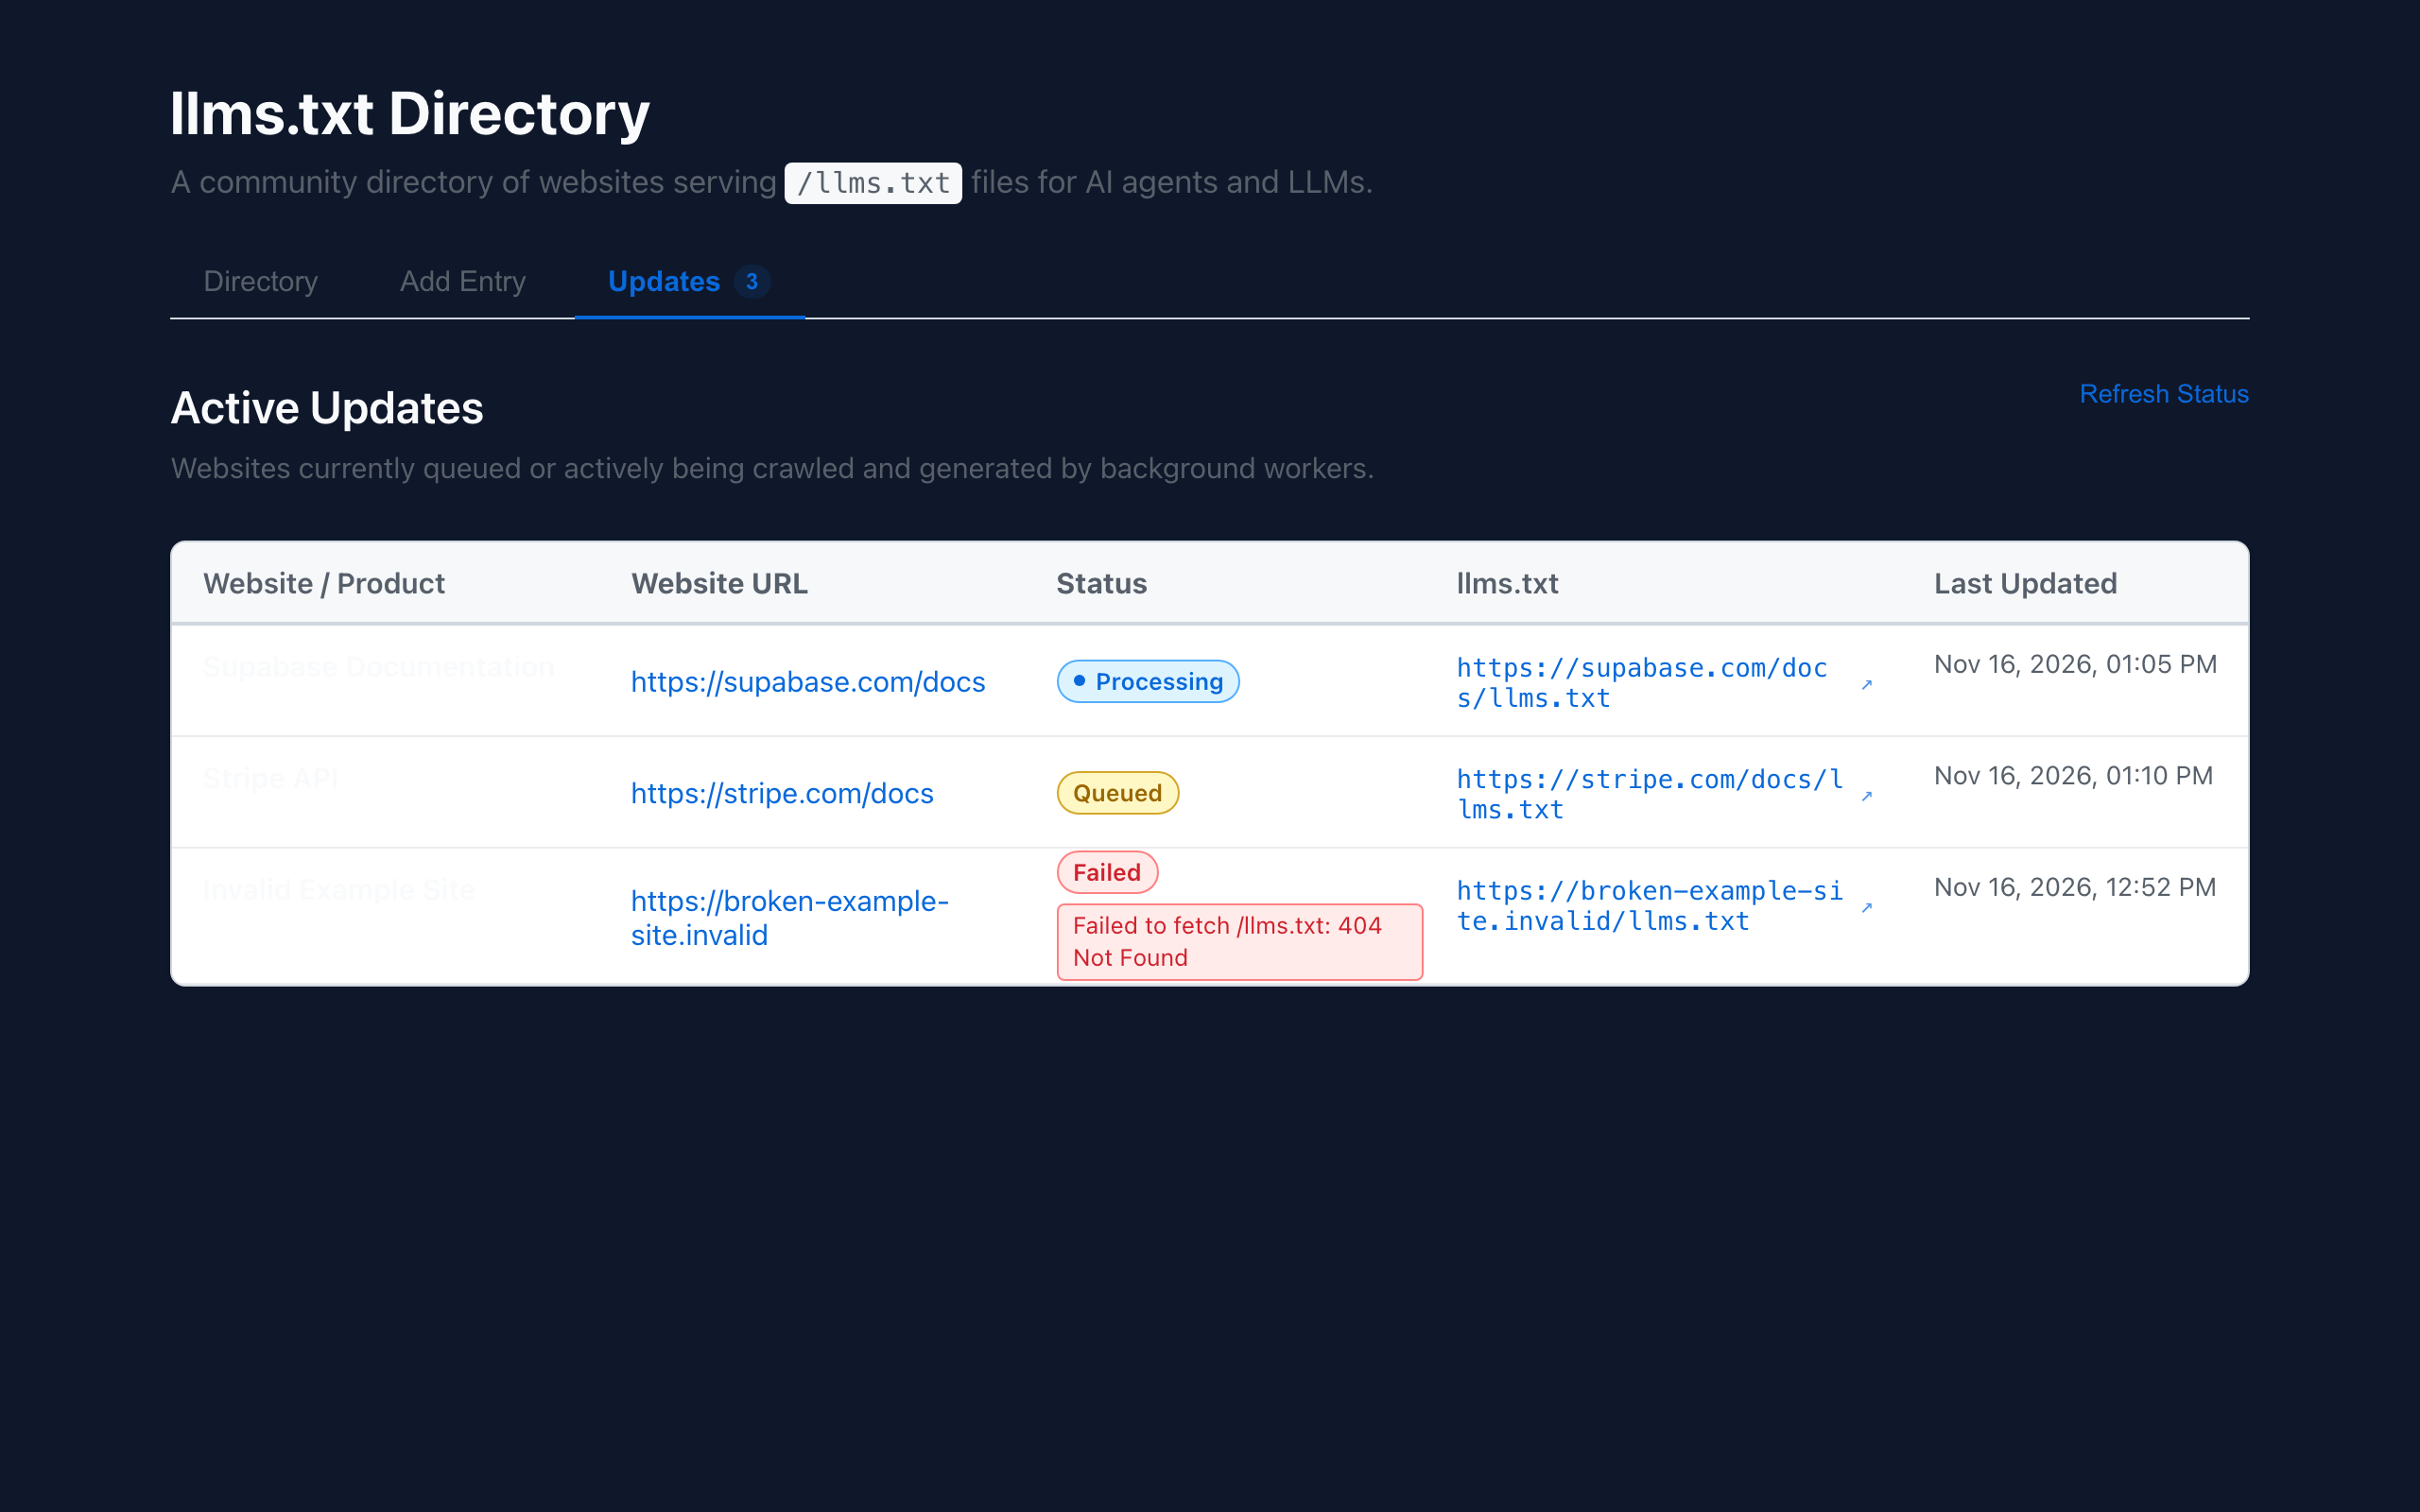 llms.txt Directory
A community directory of websites serving /llms.txt files for AI agents and LLMs.
Directory Add Entry Updates 3
Active Updates
Refresh Status
Websites currently queued or actively being crawled and generated by background workers.
Website / Product Website URL Status llms.txt Last Updated
Supabase Documentation
https://supabase.com/docs
Processing
https://supabase.com/doc
s/llms.txt
↗
Nov 16, 2026, 01:05 PM
Stripe API
https://stripe.com/docs
Queued
https://stripe.com/docs/l
lms.txt
↗
Nov 16, 2026, 01:10 PM
Invalid Example Site
https://broken-example-
site.invalid
Failed
Failed to fetch /llms.txt: 404
Not Found
https://broken-example-si
te.invalid/llms.txt
↗
Nov 16, 2026, 12:52 PM